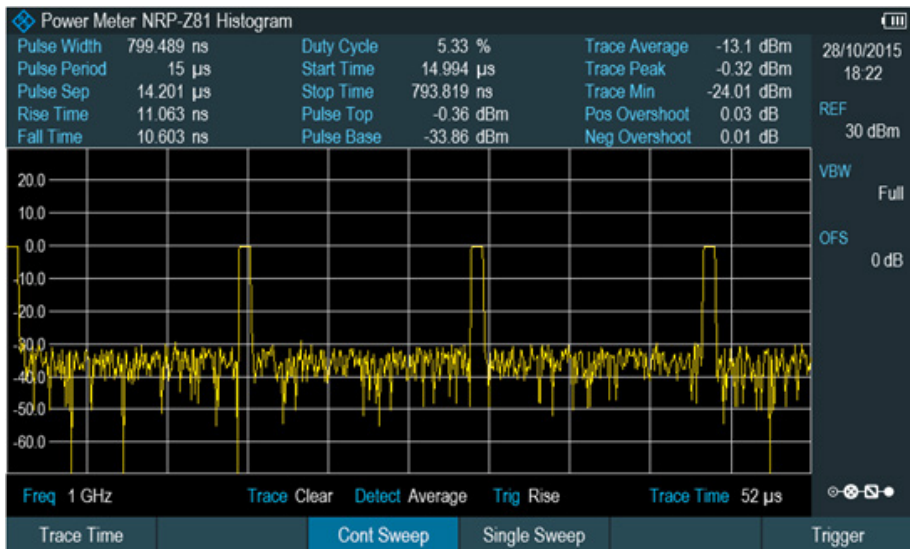 Power Meter NRP-Z81 Histogram
Pulse Width 799.489 ns Duty Cycle 5.33 % Trace Average -13.1 dBm
Pulse Period 15 µs Start Time 14.994 µs Trace Peak -0.32 dBm
Pulse Sep 14.201 µs Stop Time 793.819 ns Trace Min -24.01 dBm
Rise Time 11.063 ns Pulse Top -0.36 dBm Pos Overshoot 0.03 dB
Fall Time 10.603 ns Pulse Base -33.86 dBm Neg Overshoot 0.01 dB
28/10/2015
18:22
REF
30 dBm
VBW
Full
OFS
0 dB
20.0
10.0
0.0
-10.0
-20.0
-30.0
-40.0
-50.0
-60.0
Freq 1 GHz Trace Clear Detect Average Trig Rise Trace Time 52 µs
Trace Time Cont Sweep Single Sweep Trigger